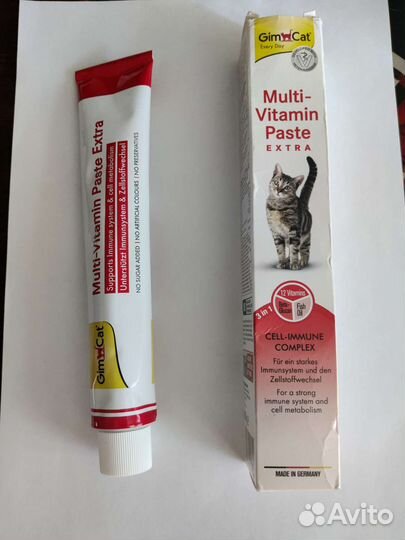 Multi-Vitamin Paste Extra
Supports Immune system & cell metabolism
Unterstützt Immunsystem & Zellstoffwechsel
NO SUGAR ADDED | NO ARTIFICIAL COLOURS | NO PRESERVATIVES
GimCat
GimCat
Every Day
Multi-
Vitamin
Paste
EXTRA
3 in 1
12 Vitamins
Beta-
Glucan
Fish
Oil
CELL-IMMUNE
COMPLEX
Für ein starkes
Immunsystem und den
Zellstoffwechsel
For a strong
immune system and
cell metabolism
MADE IN GERMANY
Avito